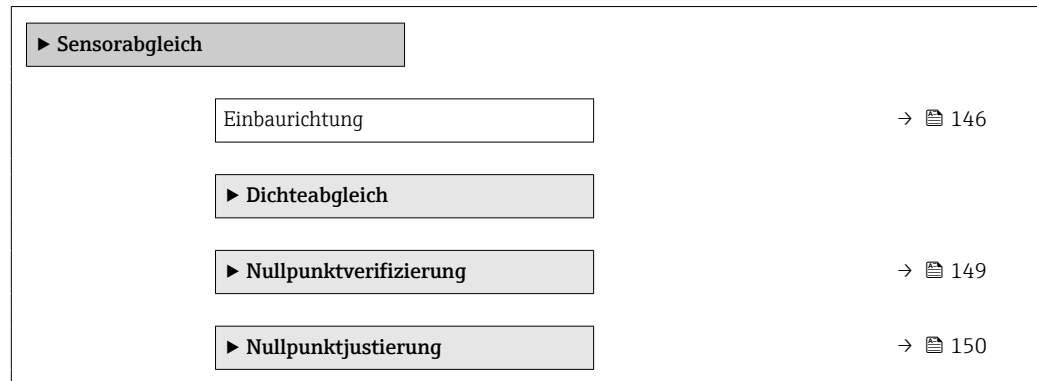 ▶ Sensorabgleich
Einbaurichtung → 146
▶ Dichteabgleich
▶ Nullpunktverifizierung → 149
▶ Nullpunktjustierung → 150